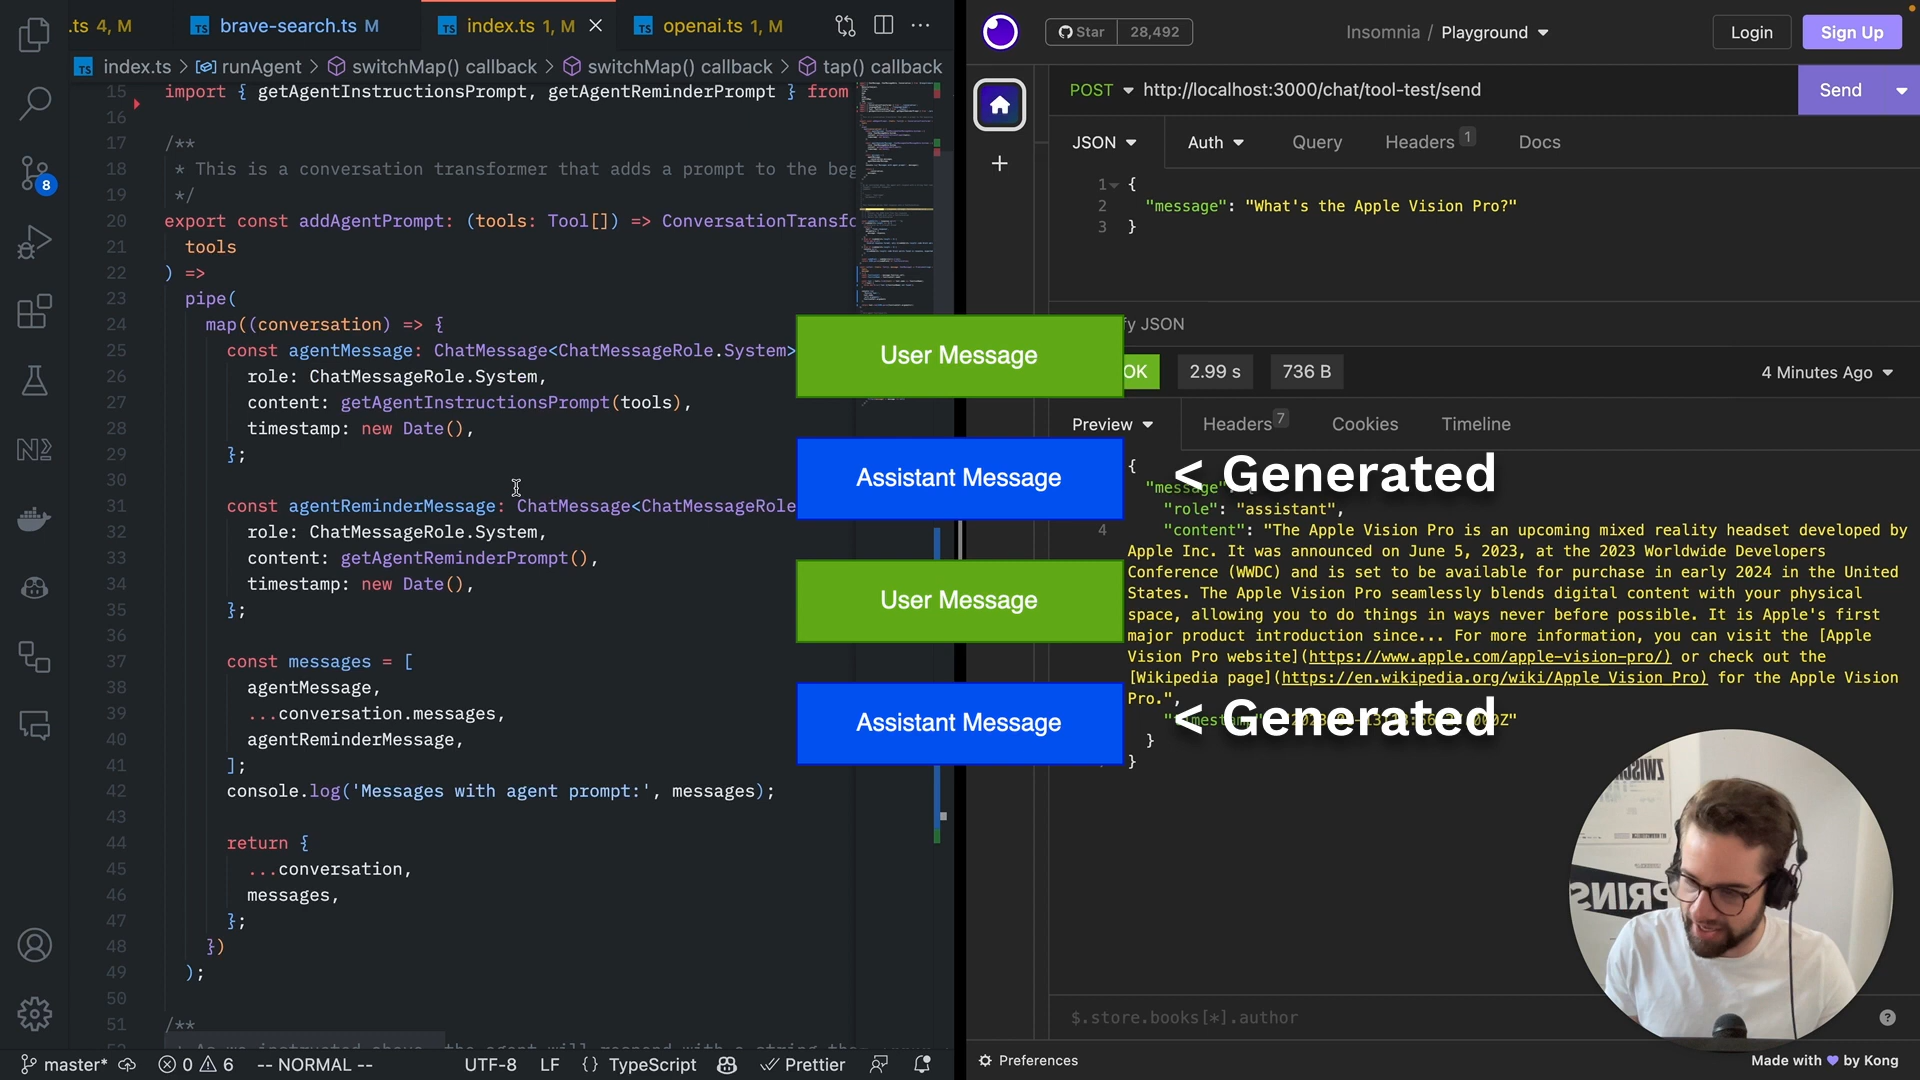 .ts 4, M
brave-search.ts M
index.ts 1, M
openai.ts 1, M
index.ts > runAgent > switchMap() callback > switchMap() callback > tap() callback
15 import { getAgentInstructionsPrompt, getAgentReminderPrompt } from
16
17 /**
18 * This is a conversation transformer that adds a prompt to the beg
19 */
20 export const addAgentPrompt: (tools: Tool[]) => ConversationTransfo
21 tools
22 ) =>
23 pipe(
24 map((conversation) => {
25 const agentMessage: ChatMessage<ChatMessageRole.System>
26 role: ChatMessageRole.System,
27 content: getAgentInstructionsPrompt(tools),
28 timestamp: new Date(),
29 };
30
31 const agentReminderMessage: ChatMessage<ChatMessageRole
32 role: ChatMessageRole.System,
33 content: getAgentReminderPrompt(),
34 timestamp: new Date(),
35 };
36
37 const messages = [
38 agentMessage,
39 ...conversation.messages,
40 agentReminderMessage,
41 ];
42 console.log('Messages with agent prompt:', messages);
43
44 return {
45 ...conversation,
46 messages,
47 };
48 })
49 );
50
51 /**
8
master* 0 6 -- NORMAL -- UTF-8 LF {} TypeScript Prettier
User Message
Assistant Message
< Generated
User Message
Assistant Message
< Generated
Star 28,492
Insomnia / Playground
Login
Sign Up
POST http://localhost:3000/chat/tool-test/send
Send
JSON Auth Query Headers 1 Docs
1 {
2 "message": "What's the Apple Vision Pro?"
3 }
fy JSON
OK 2.99 s 736 B 4 Minutes Ago
Preview Headers 7 Cookies Timeline
{
"message"
"role": "assistant",
4 "content": "The Apple Vision Pro is an upcoming mixed reality headset developed by
Apple Inc. It was announced on June 5, 2023, at the 2023 Worldwide Developers
Conference (WWDC) and is set to be available for purchase in early 2024 in the United
States. The Apple Vision Pro seamlessly blends digital content with your physical
space, allowing you to do things in ways never before possible. It is Apple's first
major product introduction since... For more information, you can visit the [Apple
Vision Pro website](https://www.apple.com/apple-vision-pro/) or check out the
[Wikipedia page](https://en.wikipedia.org/wiki/Apple_Vision_Pro) for the Apple Vision
Pro.",
}
}
$.store.books[*].author
Preferences
Made with by Kong